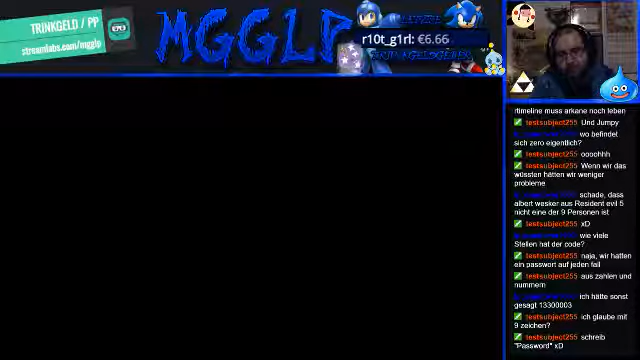 TRINKGELD / PP
streamlabs.com/mgglp
MGGLP
r10t_g1rl: €6.66
rtimeline muss arkane noch leben
testsubject255 Und Jumpy
wo befindet
sich zero eigentlich?
testsubject255 oooohhh
testsubject255 Wenn wir das
wüssten hätten wir weniger
probleme
schade, dass
albert wesker aus Resident evil 5
nicht eine der 9 Personen ist
testsubject255 xD
wie viele
Stellen hat der code?
testsubject255 naja, wir hatten
ein passwort auf jeden fall
testsubject255 aus zahlen und
nummern
ich hätte sonst
gesagt 13300003
testsubject255 ich glaube mit
9 zeichen?
testsubject255 schreib
"Password" xD